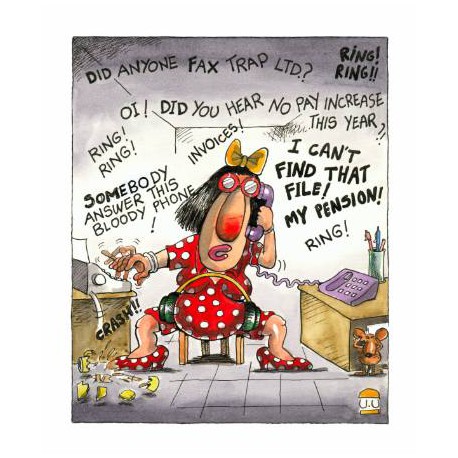 DID ANYONE FAX TRAP LTD.?
RING!
RING!!
OI! DID YOU HEAR NO PAY INCREASE
THIS YEAR??
RING!
RING!
INVOICES!
SOMEBODY
ANSWER THIS
BLOODY PHONE
!
I CAN'T
FIND THAT
FILE!
MY PENSION!
RING!
CRASH!!
J.U